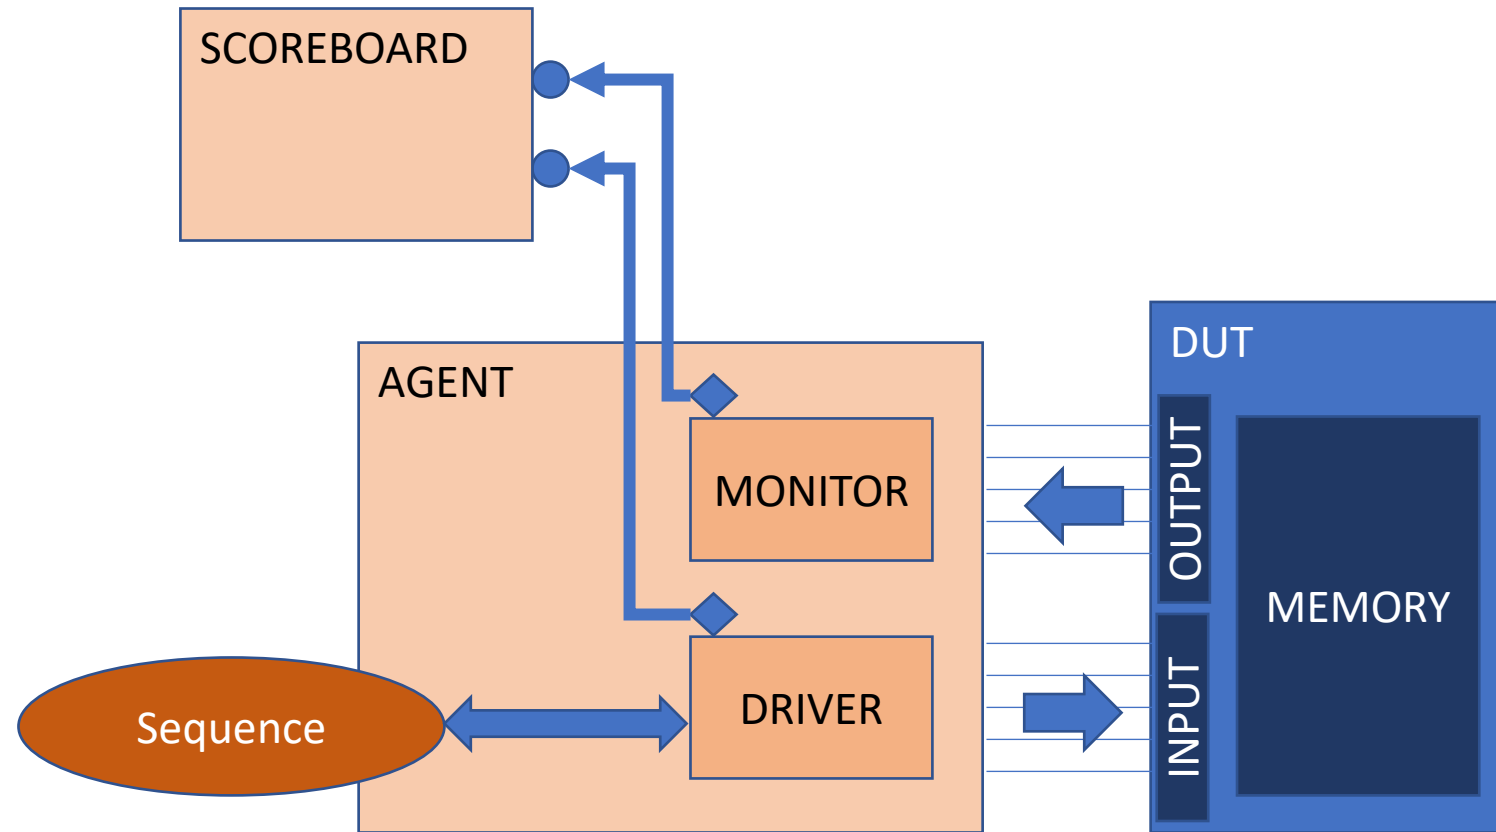 SCOREBOARD
AGENT
DUT
MONITOR
OUTPUT
MEMORY
DRIVER
INPUT
Sequence